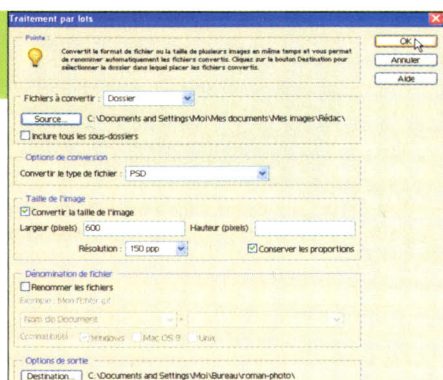 Traitement par lots
Pointe :
Convertit le format de fichier ou la taille de plusieurs images en même temps et vous permet
de renommer automatiquement les fichiers convertis. Cliquez sur le bouton Destination pour
sélectionner le dossier dans lequel placer les fichiers convertis.
OK
Annuler
Aide
Fichiers à convertir : Dossier
Source... C:\Documents and Settings\Moi\Mes documents\Mes images\Rédac\
Inclure tous les sous-dossiers
Options de conversion
Convertir le type de fichier : PSD
Taille de l'image
Convertir la taille de l'image
Largeur (pixels) 600 Hauteur (pixels)
Résolution : 150 ppp Conserver les proportions
Dénomination de fichier
Renommer les fichiers
Exemple : MonFichier.gif
Nom de Document +
Compatibilité : Windows Mac OS 9 Unix
Options de sortie
Destination... C:\Documents and Settings\Moi\Bureau\roman-photo\